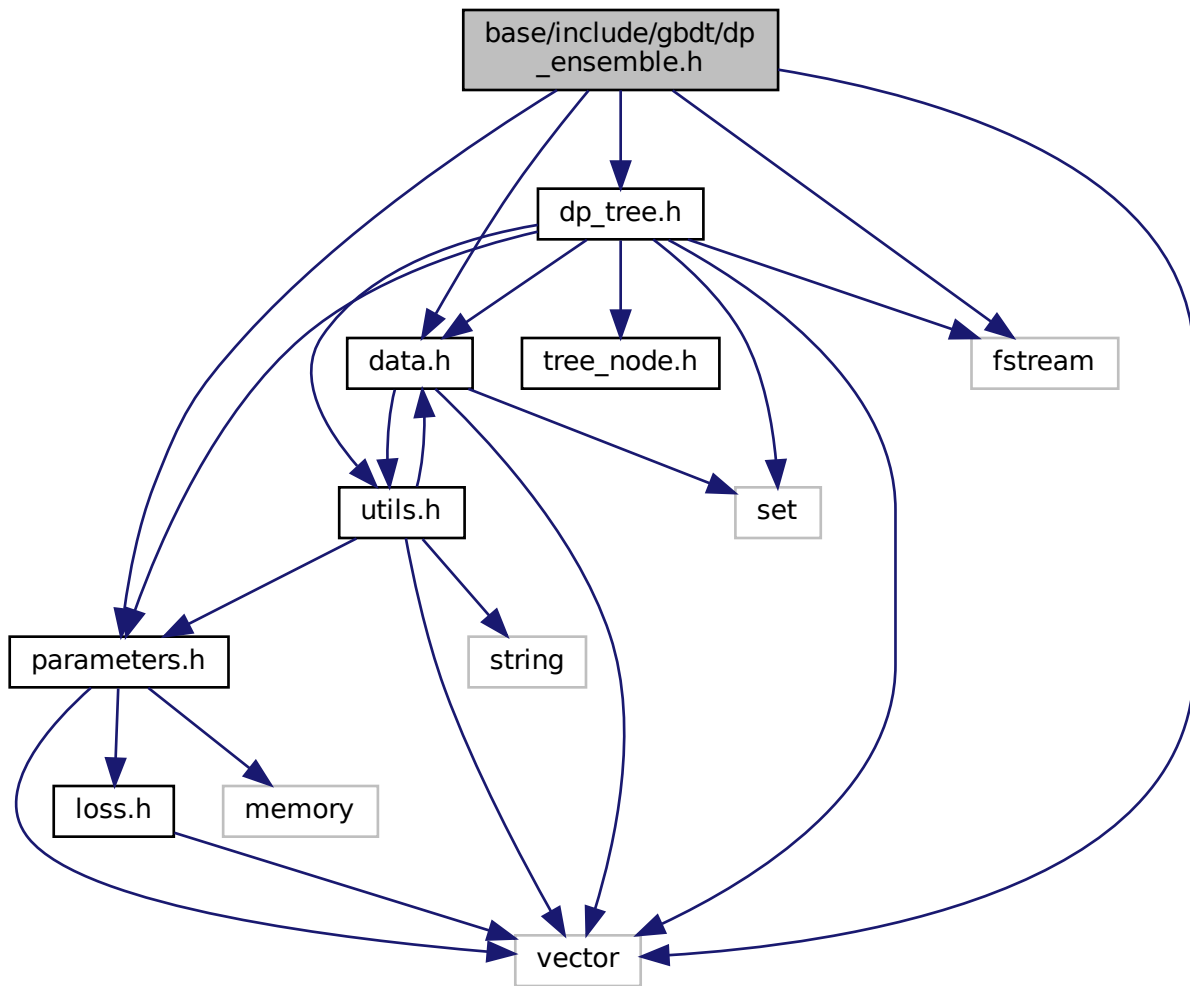 base/include/gbdt/dp
_ensemble.h
dp_tree.h
data.h
tree_node.h
fstream
utils.h
set
parameters.h
string
loss.h
memory
vector